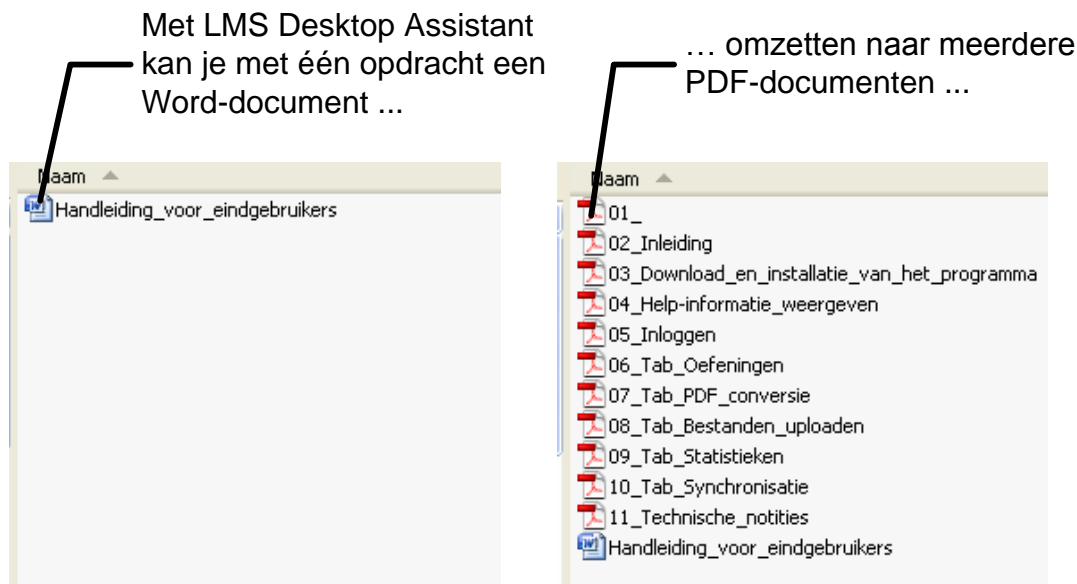 Met LMS Desktop Assistant
kan je met één opdracht een
Word-document ...
… omzetten naar meerdere
PDF-documenten ...
Naam
Handleiding_voor_eindgebruikers
Naam
01_
02_Inleiding
03_Download_en_installatie_van_het_programma
04_Help-informatie_weergeven
05_Inloggen
06_Tab_Oefeningen
07_Tab_PDF_conversie
08_Tab_Bestanden_uploaden
09_Tab_Statistieken
10_Tab_Synchronisatie
11_Technische_notities
Handleiding_voor_eindgebruikers